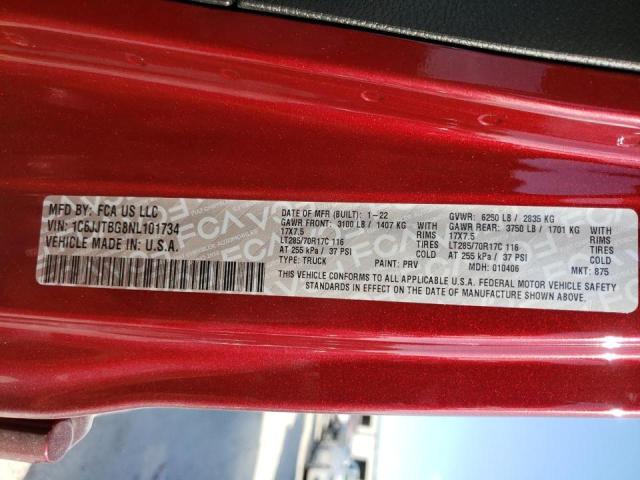 MFD BY: FCA US LLC
VIN: 1C6JJTBG8NL101734
VEHICLE MADE IN U.S.A.
DATE OF MFR (BUILT): 1-22
GAWR FRONT: 3100 LB / 1407 KG WITH
17X7.5 RIMS
LT285/70R17C 116 TIRES
AT 255 kPa / 37 PSI COLD
TYPE: TRUCK PAINT: PRV
GVWR: 6250 LB / 2835 KG
GAWR REAR: 3750 LB / 1701 KG WITH
17X7.5 RIMS
LT285/70R17C 116 TIRES
AT 255 kPa / 37 PSI COLD
MDH: 010406 MKT: 875
THIS VEHICLE CONFORMS TO ALL APPLICABLE U.S.A. FEDERAL MOTOR VEHICLE SAFETY
STANDARDS IN EFFECT ON THE DATE OF MANUFACTURE SHOWN ABOVE.